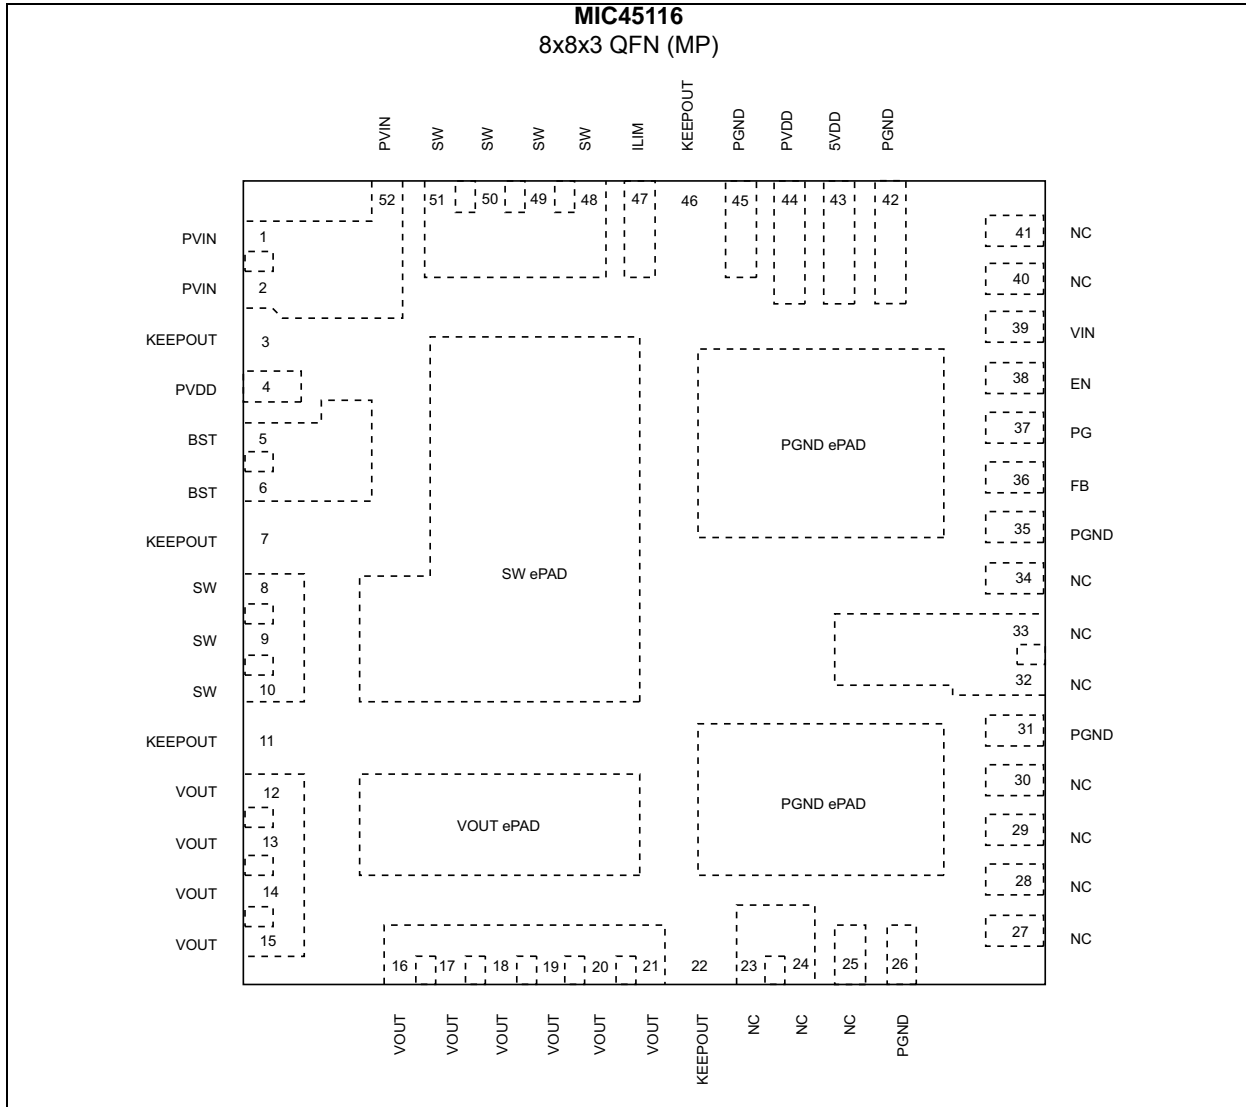 MIC45116
8x8x3 QFN (MP)
PVIN
SW
SW
SW
SW
ILIM
KEEPOUT
PGND
PVDD
5VDD
PGND
52 51 50 49 48 47 46 45 44 43 42
PVIN 1
PVIN 2
KEEPOUT 3
PVDD 4
BST 5
BST 6
KEEPOUT 7
SW 8
SW 9
SW 10
KEEPOUT 11
VOUT 12
VOUT 13
VOUT 14
VOUT 15
SW ePAD
PGND ePAD
VOUT ePAD
PGND ePAD
41 NC
40 NC
39 VIN
38 EN
37 PG
36 FB
35 PGND
34 NC
33 NC
32 NC
31 PGND
30 NC
29 NC
28 NC
27 NC
16 17 18 19 20 21 22 23 24 25 26
VOUT
VOUT
VOUT
VOUT
VOUT
VOUT
KEEPOUT
NC
NC
NC
PGND